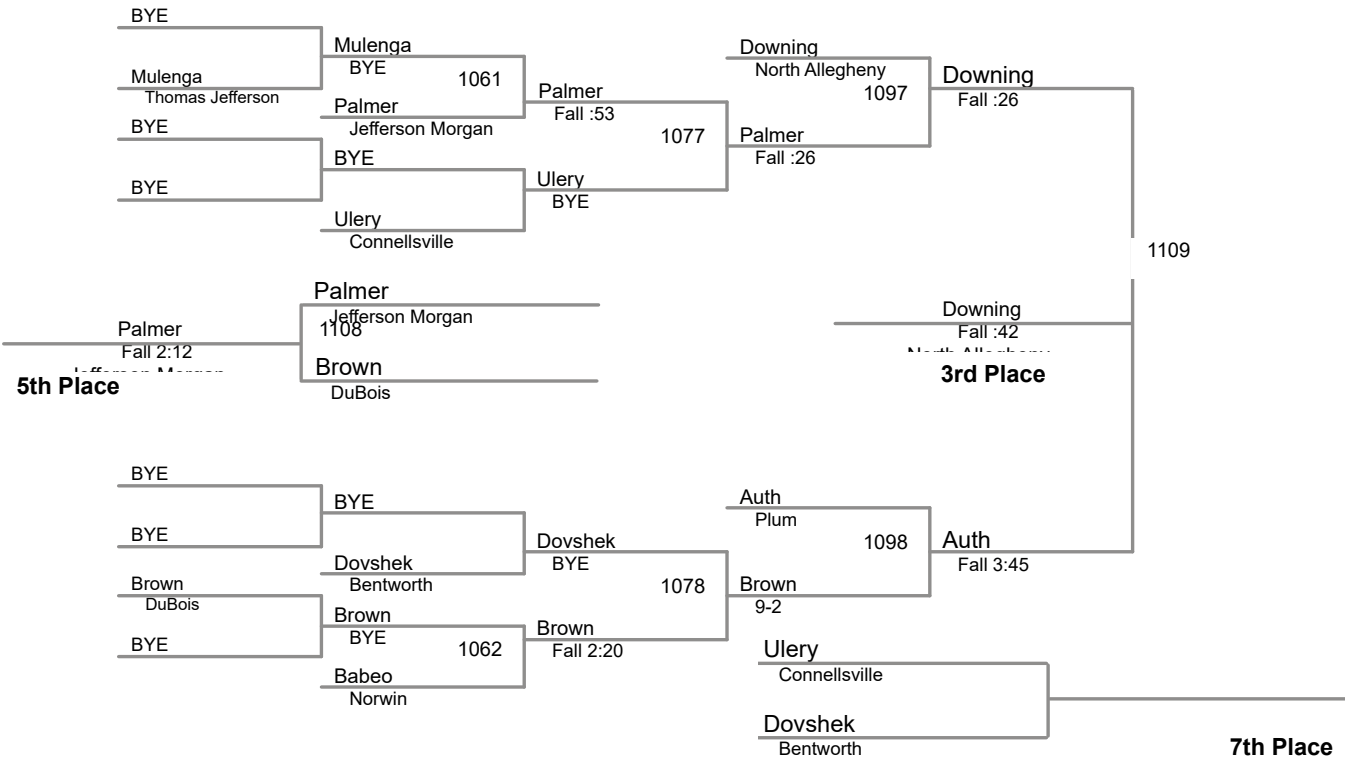 BYE
Mulenga
Thomas Jefferson
BYE
BYE
Mulenga
BYE
1061
Palmer
Jefferson Morgan
BYE
Ulery
Connellsville
Palmer
Fall :53
1077
Ulery
BYE
Downing
North Allegheny
1097
Palmer
Fall :26
Downing
Fall :26
1109
Palmer
Jefferson Morgan
1108
Brown
DuBois
Palmer
Fall 2:12
Jefferson Morgan
5th Place
Downing
Fall :42
North Allegheny
3rd Place
BYE
BYE
Brown
DuBois
BYE
BYE
Dovshek
Bentworth
Brown
BYE
1062
Babeo
Norwin
Dovshek
BYE
1078
Brown
Fall 2:20
Auth
Plum
1098
Brown
9-2
Auth
Fall 3:45
Ulery
Connellsville
Dovshek
Bentworth
7th Place